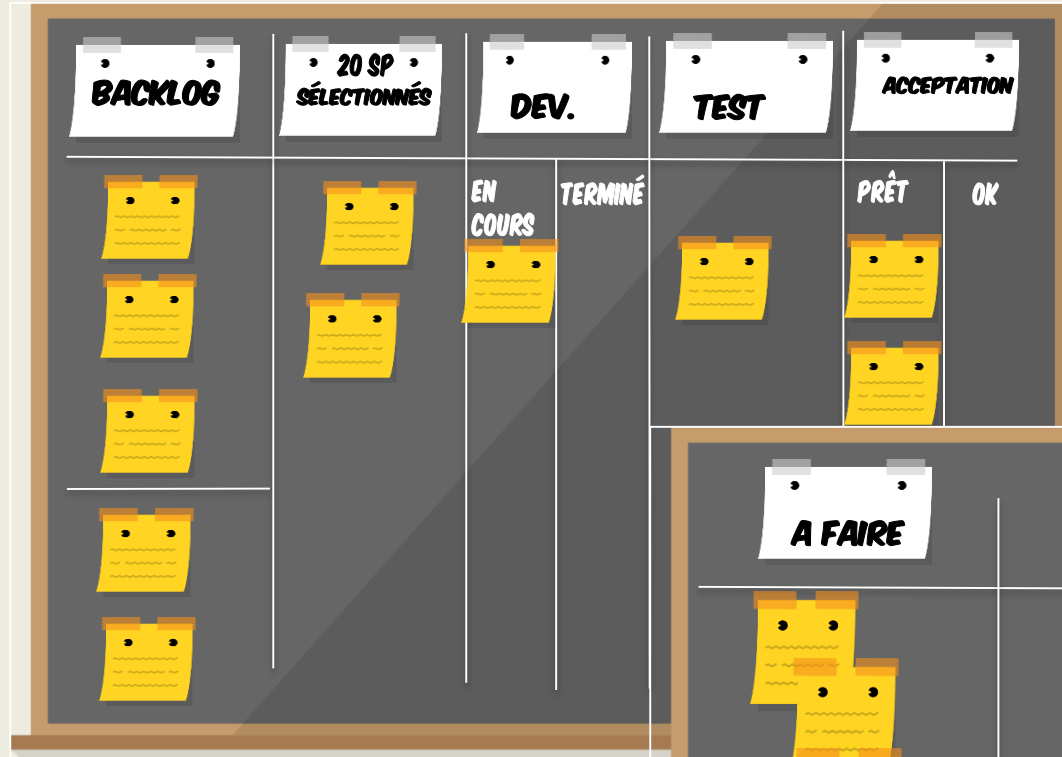 BACKLOG
20 SP
SÉLECTIONNÉS
DEV.
TEST
ACCEPTATION
EN
COURS
TERMINÉ
PRÊT
OK
A FAIRE